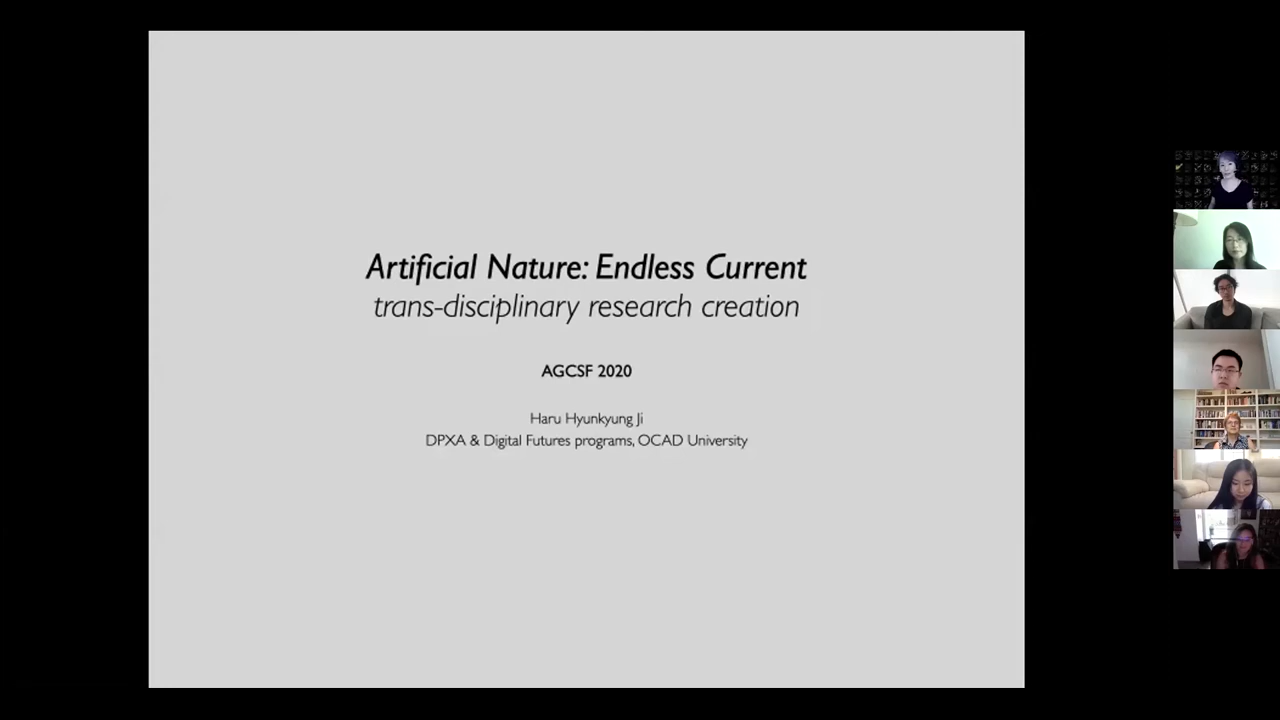 Artificial Nature: Endless Current
trans-disciplinary research creation
AGCSF 2020
Haru Hyunkyung Ji
DPXA & Digital Futures programs, OCAD University